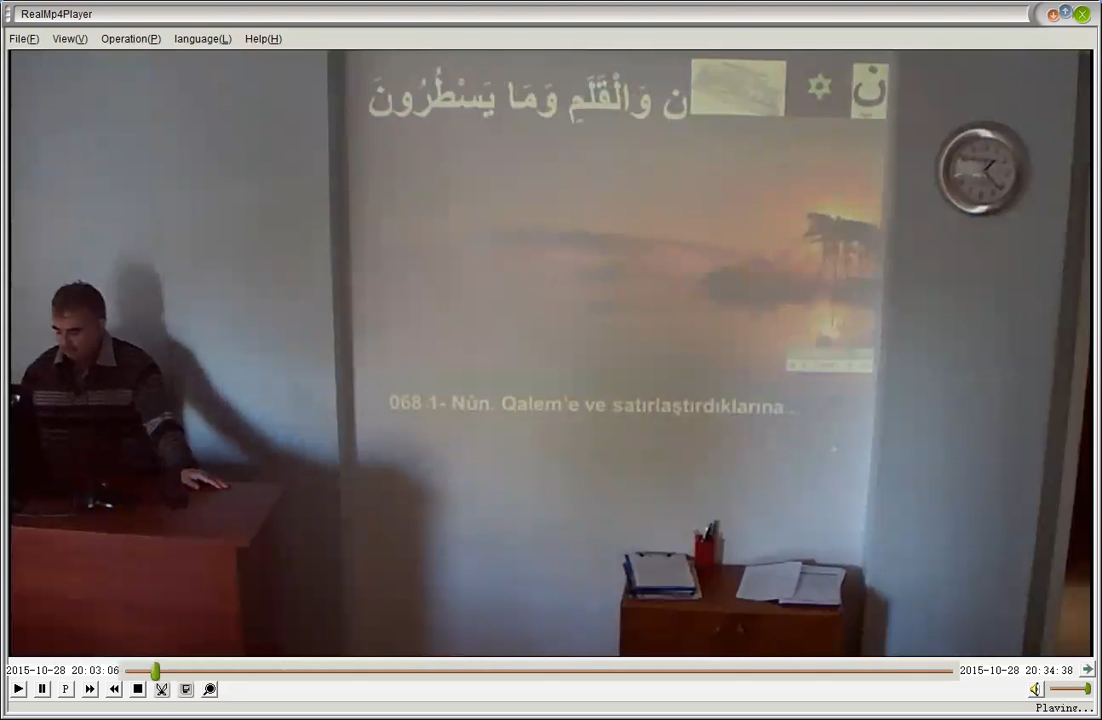 RealMp4Player
File(F) View(V) Operation(P) language(L) Help(H)
ن وَالْقَلَمِ وَمَا يَسْطُرُونَ
ن
068.1- Nûn. Qalem'e ve satırlaştırdıklarına...
2015-10-28 20:03:06 2015-10-28 20:34:38
P
Playing...